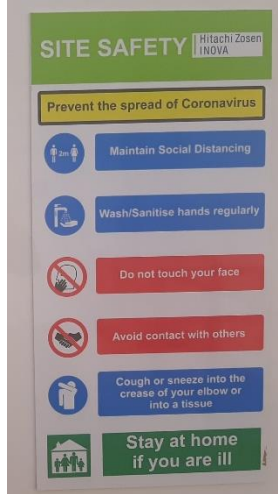 SITE SAFETY
Hitachi Zosen
INOVA
Prevent the spread of Coronavirus
2m
Maintain Social Distancing
Wash/Sanitise hands regularly
Do not touch your face
Avoid contact with others
Cough or sneeze into the
crease of your elbow or
into a tissue
Stay at home
if you are ill